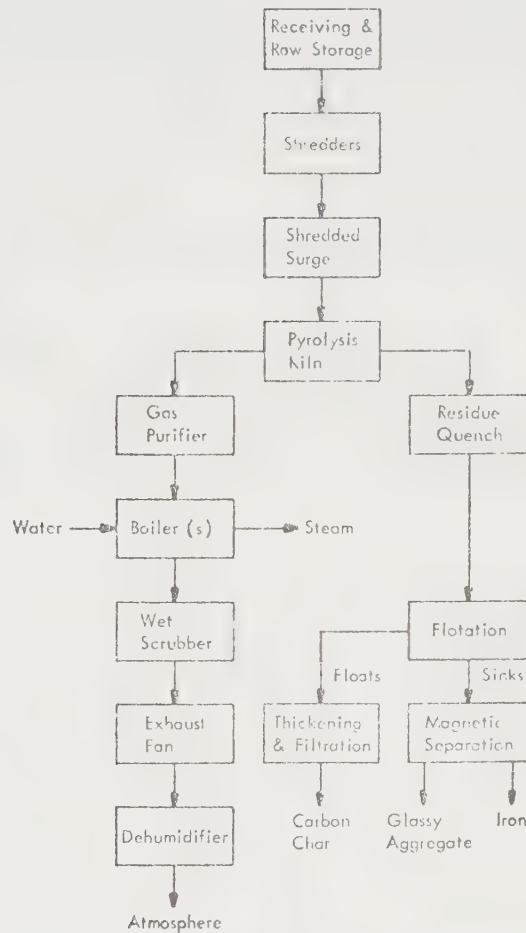 Receiving &
Raw Storage
Shredders
Shredded
Surge
Pyrolysis
Kiln
Gas
Purifier
Residue
Quench
Water
Boiler (s)
Steam
Wet
Scrubber
Flotation
Floats
Sinks
Exhaust
Fan
Thickening
& Filtration
Magnetic
Separation
Carbon
Char
Glassy
Aggregate
Iron
Dehumidifier
Atmosphere